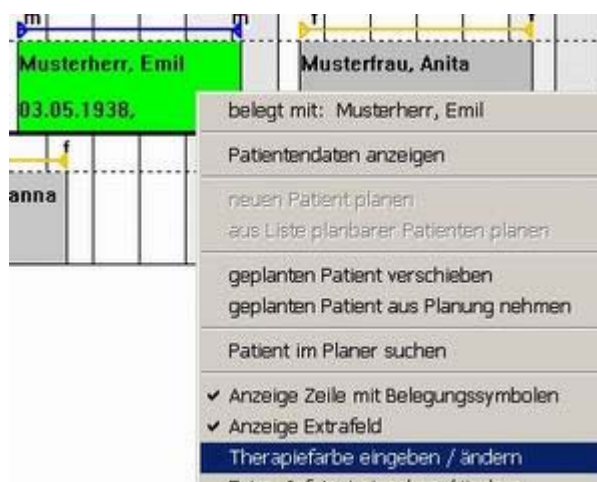 m m f f
Musterherr, Emil Musterfrau, Anita
03.05.1938,
f
anna
belegt mit: Musterherr, Emil
Patientendaten anzeigen
neuen Patient planen
aus Liste planbarer Patienten planen
geplanten Patient verschieben
geplanten Patient aus Planung nehmen
Patient im Planer suchen
Anzeige Zeile mit Belegungssymbolen
Anzeige Extrafeld
Therapiefarbe eingeben / ändern